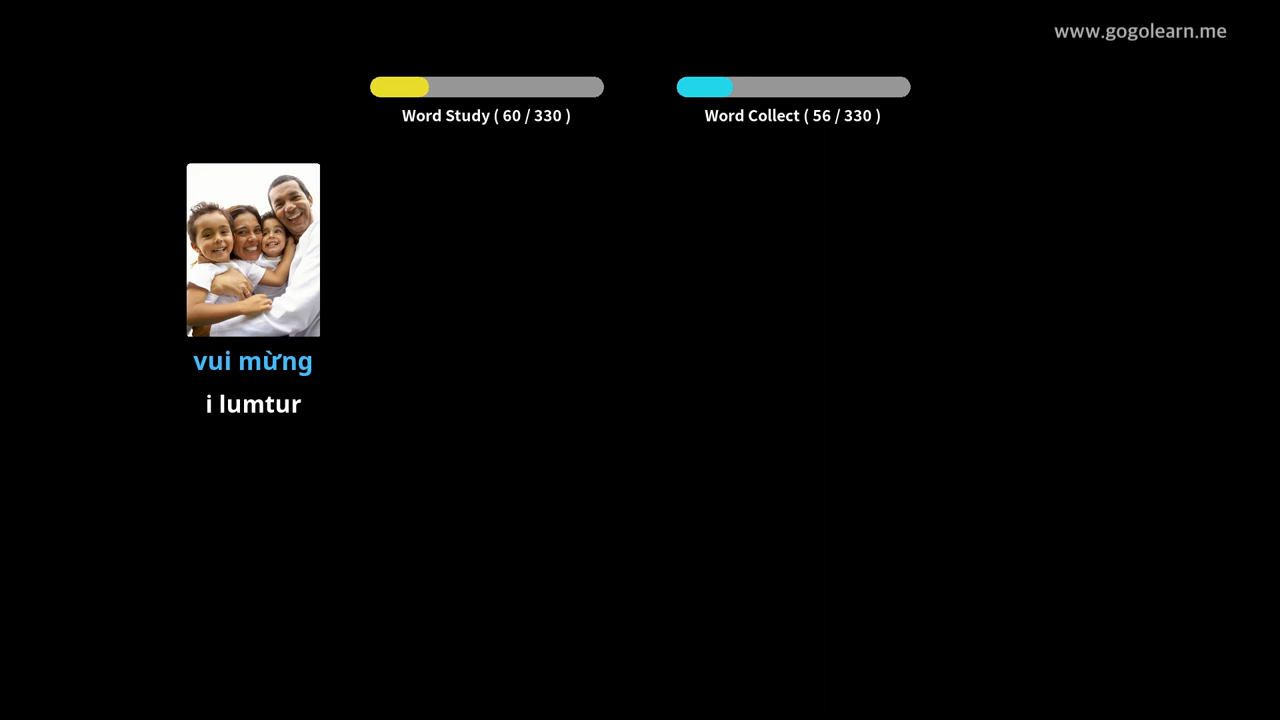 www.gogolearn.me
Word Study ( 60 / 330 )
Word Collect ( 56 / 330 )
vui mừng
i lumtur